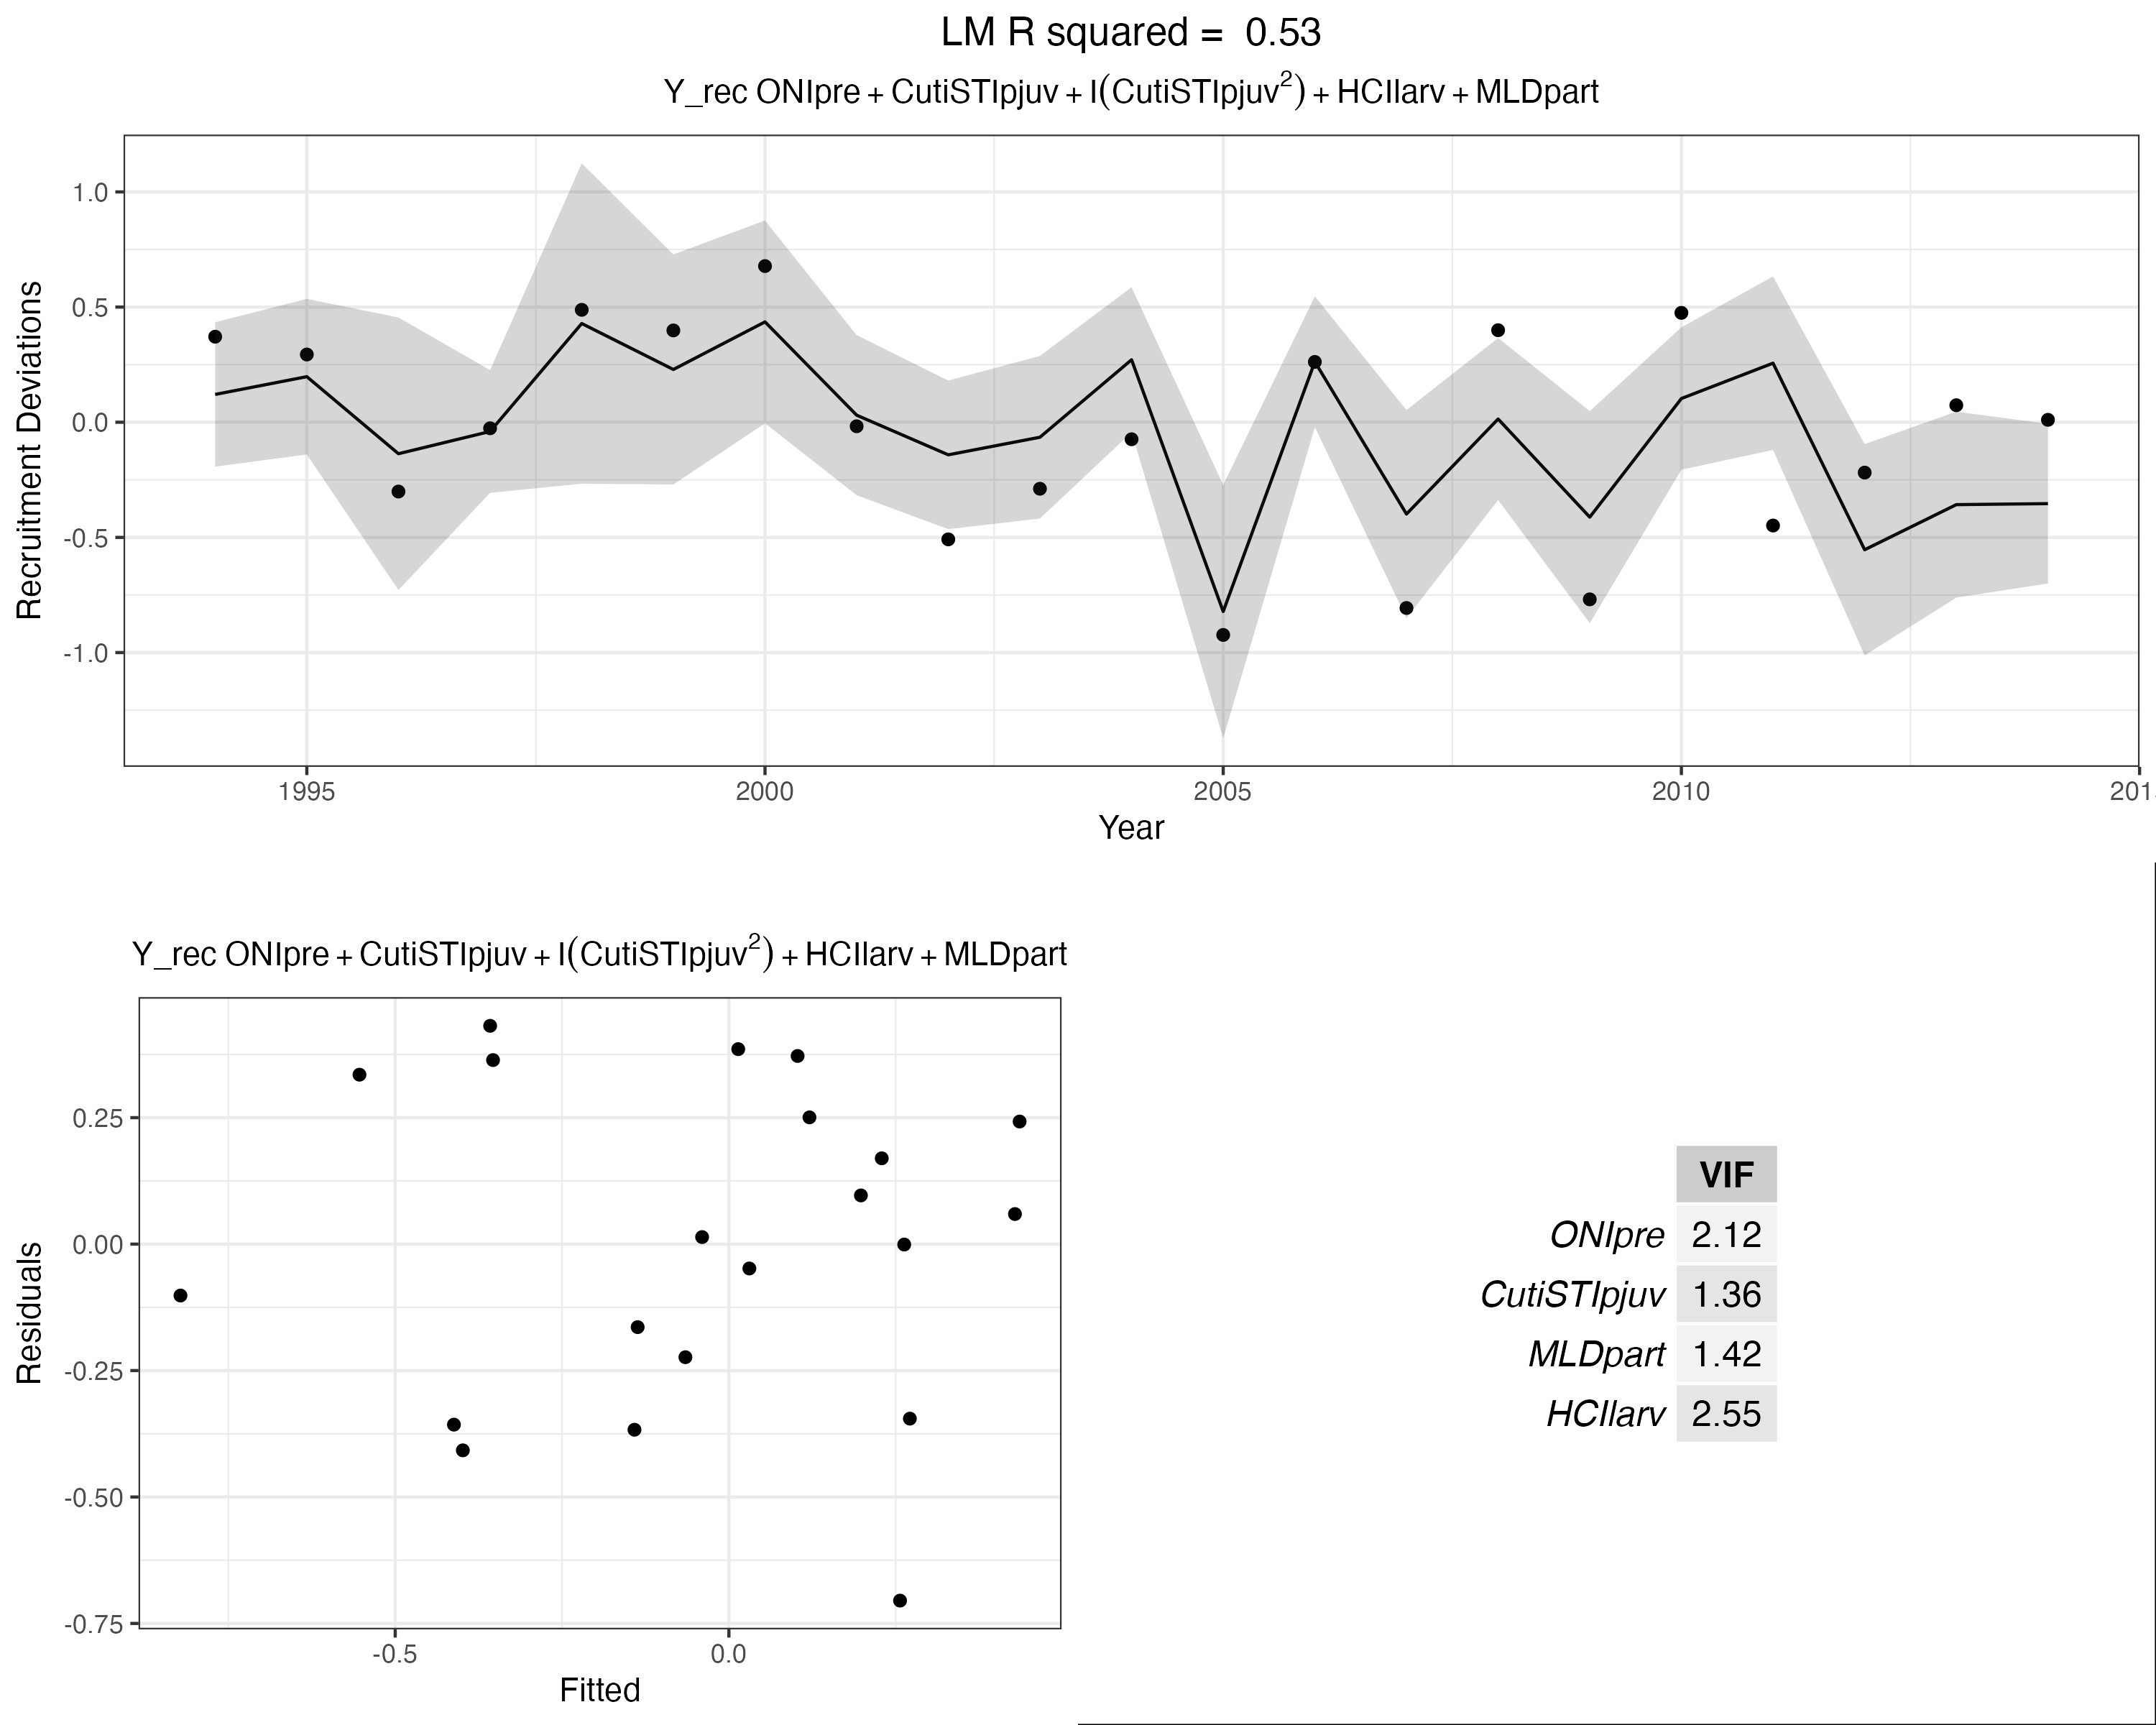 LM R squared = 0.53
Y_rec ONIpre + CutiSTIpjuv + I(CutiSTIpjuv²) + HCIlarv + MLDpart
Recruitment Deviations
1.0
0.5
0.0
-0.5
-1.0
1995 2000 2005 2010 201
Year
Y_rec ONIpre + CutiSTIpjuv + I(CutiSTIpjuv²) + HCIlarv + MLDpart
Residuals
0.25
0.00
-0.25
-0.50
-0.75
-0.5 0.0
Fitted
VIF
ONIpre 2.12
CutiSTIpjuv 1.36
MLDpart 1.42
HCIlarv 2.55